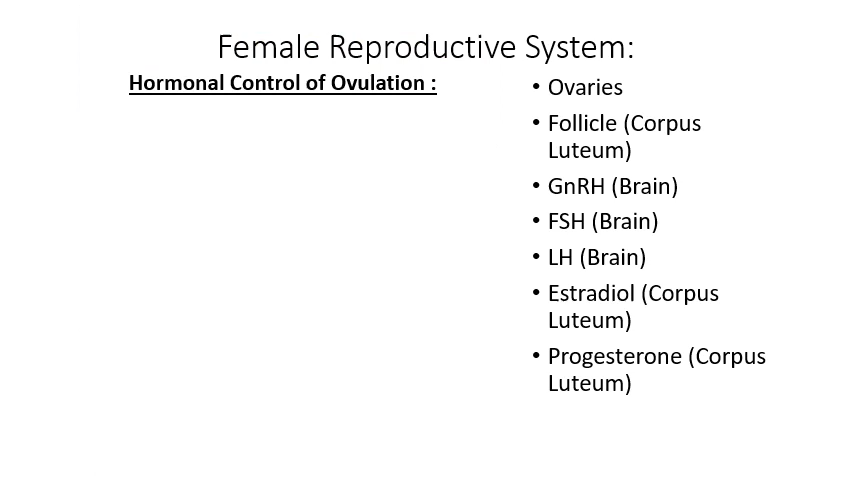 Female Reproductive System:
Hormonal Control of Ovulation :
• Ovaries
• Follicle (Corpus
Luteum)
• GnRH (Brain)
• FSH (Brain)
• LH (Brain)
• Estradiol (Corpus
Luteum)
• Progesterone (Corpus
Luteum)